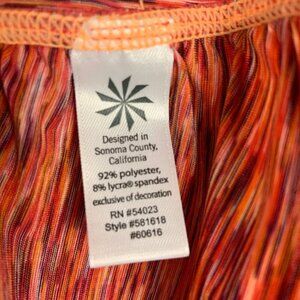 Designed in
Sonoma County,
California
92% polyester,
8% lycra® spandex
exclusive of decoration
RN #54023
Style #581618
#60616